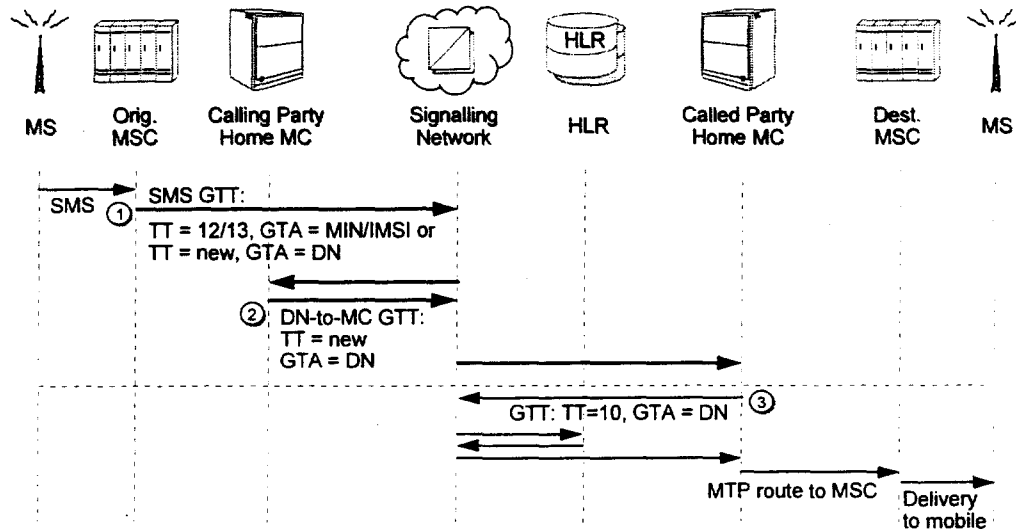 HLR
MS
Orig.
MSC
Calling Party
Home MC
Signalling
Network
HLR
Called Party
Home MC
Dest.
MSC
MS
SMS
1
SMS GTT:
TT = 12/13, GTA = MIN/IMSI or
TT = new, GTA = DN
2
DN-to-MC GTT:
TT = new
GTA = DN
3
GTT: TT=10, GTA = DN
MTP route to MSC
Delivery
to mobile